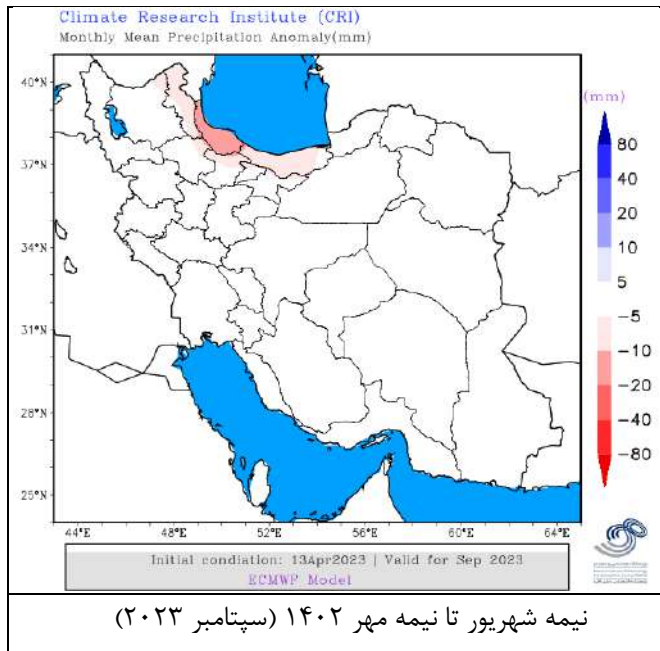 Climate Research Institute (CRI)
Monthly Mean Precipitation Anomaly(mm)
40°N
37°N
34°N
31°N
28°N
25°N
44°E
48°E
52°E
56°E
60°E
64°E
(mm)
80
40
20
10
5
−5
−10
−20
−40
−80
Initial condiation: 13Apr2023 | Valid for Sep 2023
ECMWF Model
نیمه شهریور تا نیمه مهر ۱۴۰۲ (سپتامبر ۲۰۲۳)